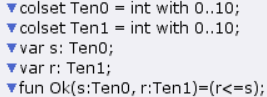 colset Ten0 = int with 0..10;
colset Ten1 = int with 0..10;
var s: Ten0;
var r: Ten1;
fun Ok(s:Ten0, r:Ten1)=(r<=s);